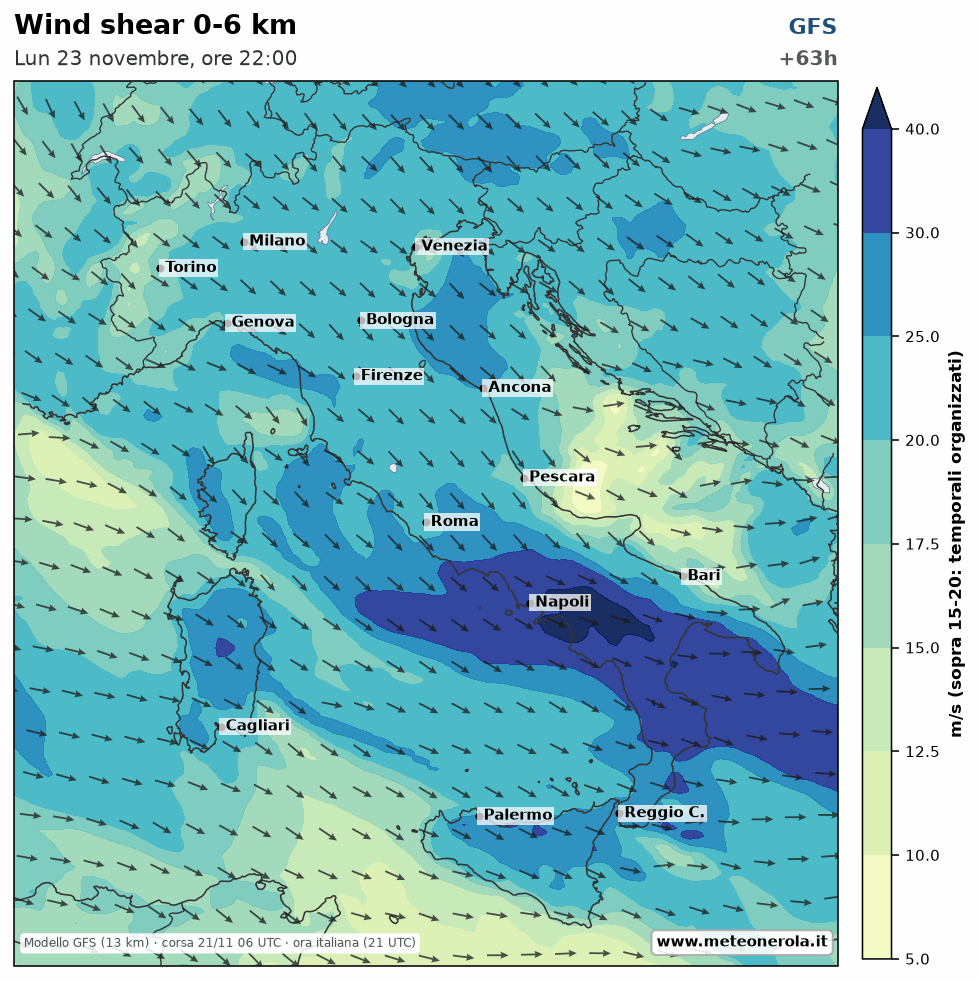 Wind shear 0-6 km
GFS
Lun 23 novembre, ore 22:00
+63h
Milano
Venezia
Torino
Genova
Bologna
Firenze
Ancona
Pescara
Roma
Bari
Napoli
Cagliari
Palermo
Reggio C.
40.0
30.0
25.0
20.0
17.5
15.0
12.5
10.0
5.0
m/s (sopra 15-20: temporali organizzati)
Modello GFS (13 km) · corsa 21/11 06 UTC · ora italiana (21 UTC)
www.meteonerola.it